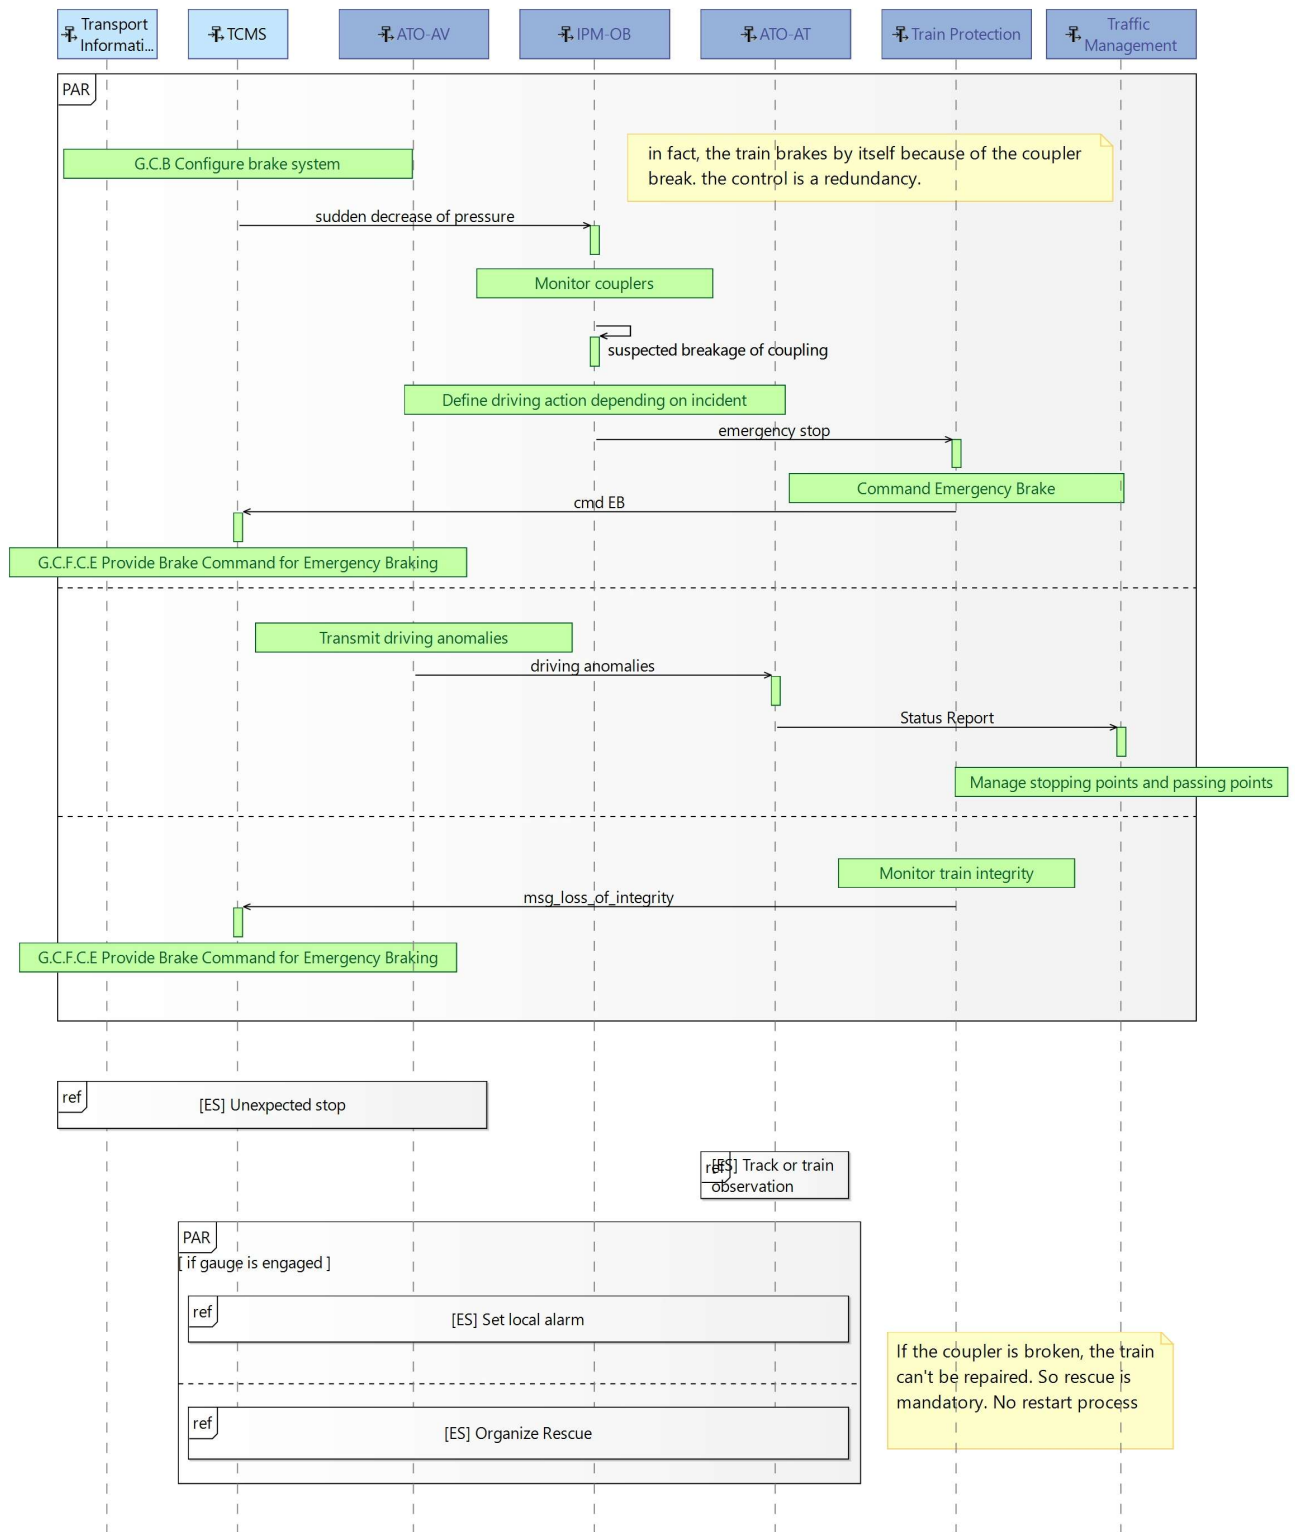 Transport
Informati...
TCMS
ATO-AV
IPM-OB
ATO-AT
Train Protection
Traffic
Management
PAR
in fact, the train brakes by itself because of the coupler
break. the control is a redundancy.
G.C.B Configure brake system
sudden decrease of pressure
Monitor couplers
suspected breakage of coupling
Define driving action depending on incident
emergency stop
Command Emergency Brake
cmd EB
G.C.F.C.E Provide Brake Command for Emergency Braking
Transmit driving anomalies
driving anomalies
Status Report
Manage stopping points and passing points
Monitor train integrity
msg_loss_of_integrity
G.C.F.C.E Provide Brake Command for Emergency Braking
ref
[ES] Unexpected stop
ref
[ES] Track or train
observation
PAR
[ if gauge is engaged ]
ref
[ES] Set local alarm
If the coupler is broken, the train
can't be repaired. So rescue is
mandatory. No restart process
ref
[ES] Organize Rescue